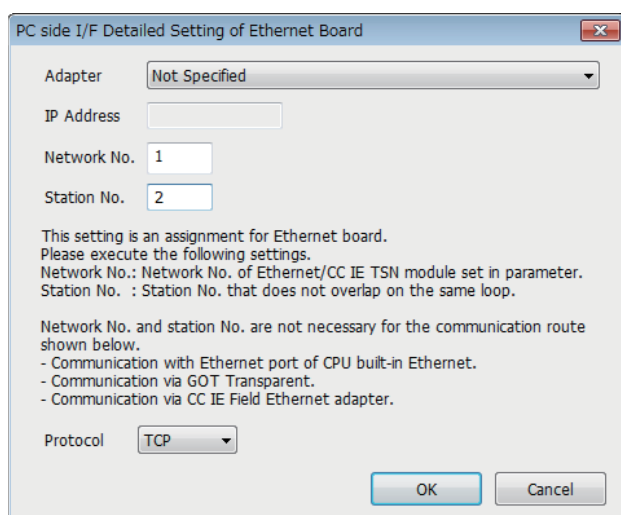 PC side I/F Detailed Setting of Ethernet Board
Adapter Not Specified
IP Address
Network No. 1
Station No. 2
This setting is an assignment for Ethernet board.
Please execute the following settings.
Network No.: Network No. of Ethernet/CC IE TSN module set in parameter.
Station No. : Station No. that does not overlap on the same loop.
Network No. and station No. are not necessary for the communication route
shown below.
- Communication with Ethernet port of CPU built-in Ethernet.
- Communication via GOT Transparent.
- Communication via CC IE Field Ethernet adapter.
Protocol TCP
OK Cancel